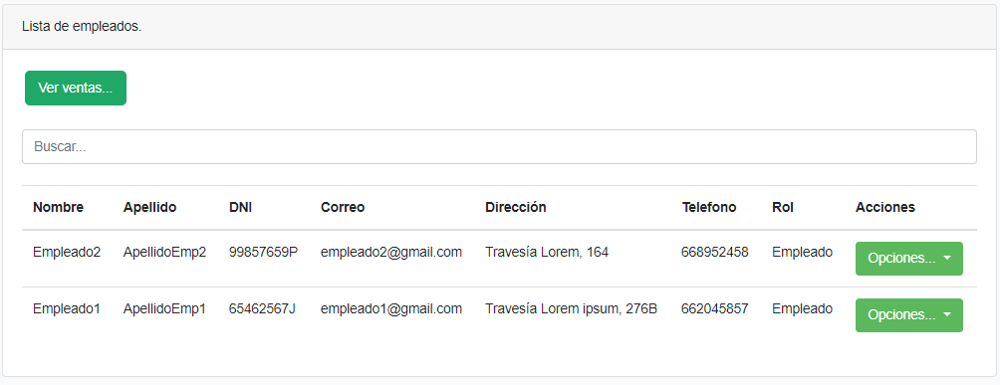 Lista de empleados.
Ver ventas...
Buscar...
Nombre Apellido DNI Correo Dirección Telefono Rol Acciones
Empleado2 ApellidoEmp2 99857659P empleado2@gmail.com Travesía Lorem, 164 668952458 Empleado Opciones...
Empleado1 ApellidoEmp1 65462567J empleado1@gmail.com Travesía Lorem ipsum, 276B 662045857 Empleado Opciones...